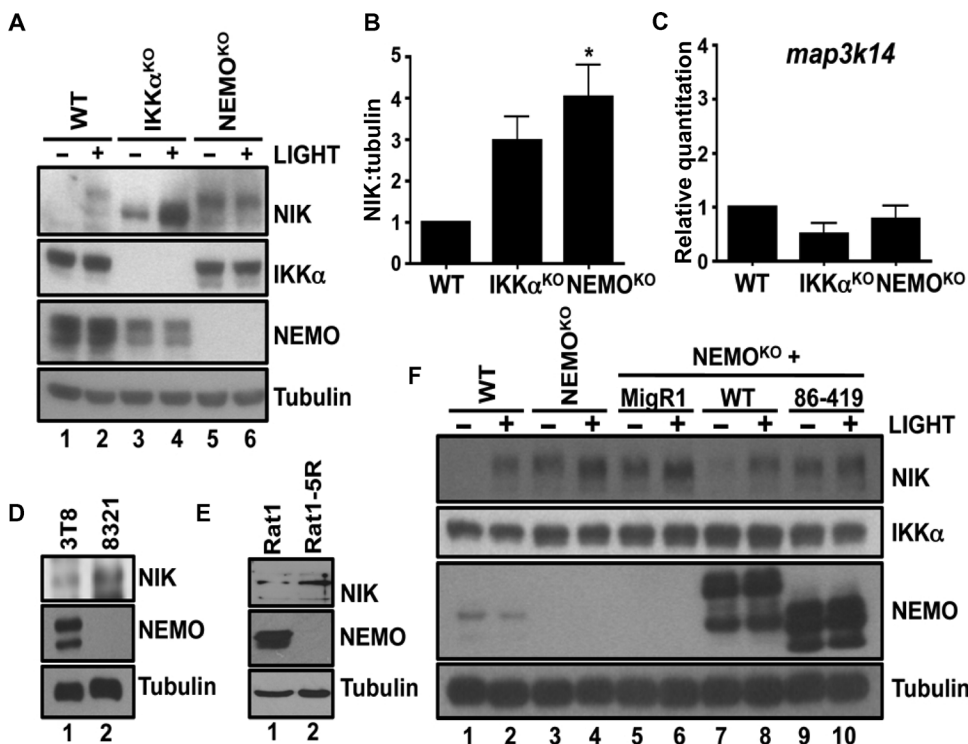 A
WT
IKKα^KO
NEMO^KO
– + – + – + LIGHT
NIK
IKKα
NEMO
Tubulin
1 2 3 4 5 6
B
NIK:tubulin
5
4
3
2
1
0
*
WT IKKα^KO NEMO^KO
C
map3k14
Relative quantitation
4
3
2
1
0
WT IKKα^KO NEMO^KO
D
3T8
8321
NIK
NEMO
Tubulin
1 2
E
Rat1
Rat1-5R
NIK
NEMO
Tubulin
1 2
F
WT
NEMO^KO
NEMO^KO +
MigR1 WT 86-419
– + – + – + – + – + LIGHT
NIK
IKKα
NEMO
Tubulin
1 2 3 4 5 6 7 8 9 10